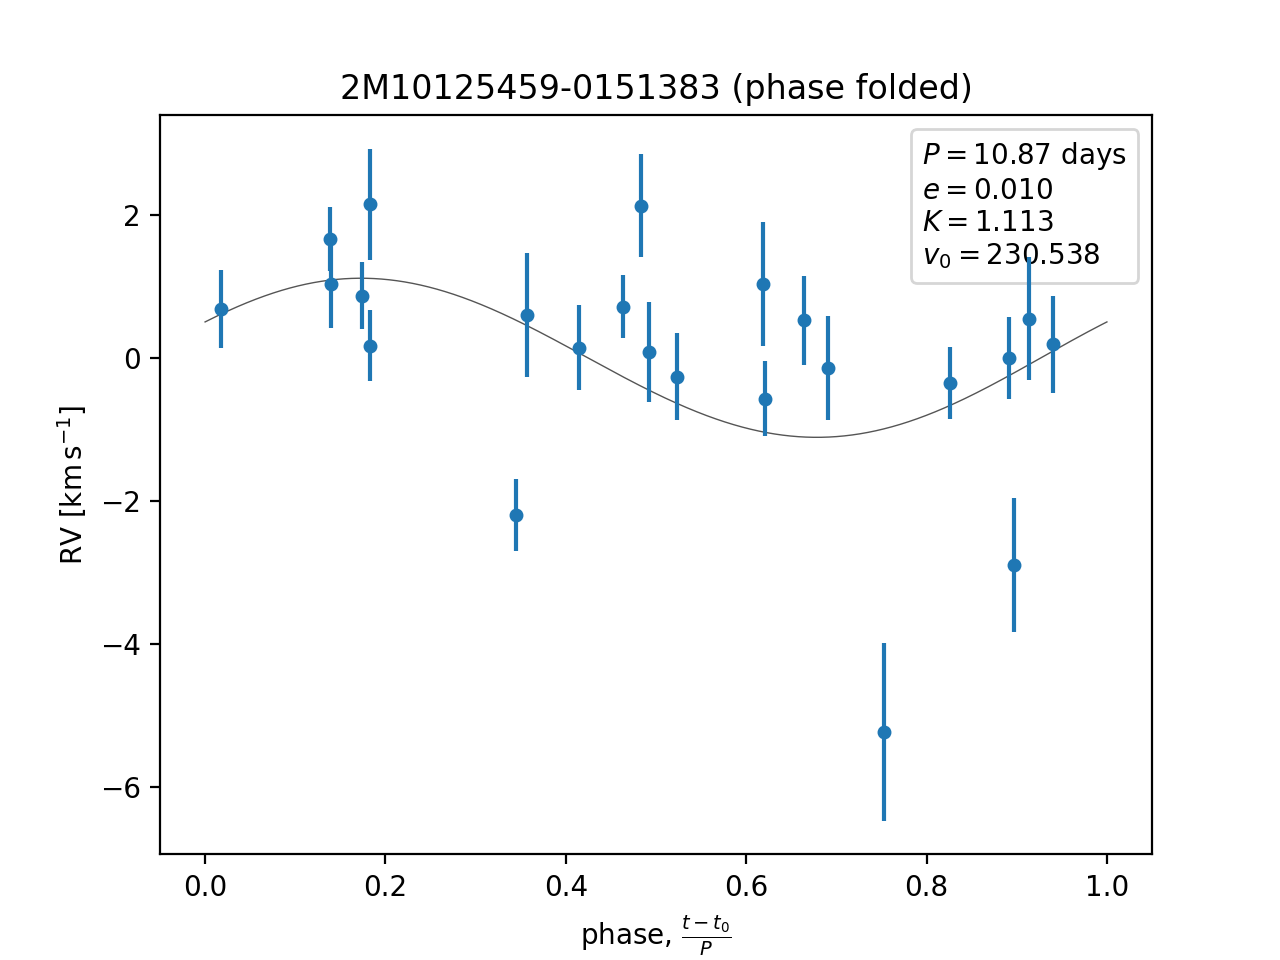 2M10125459-0151383 (phase folded)
P = 10.87 days
e = 0.010
K = 1.113
v₀ = 230.538
RV [km s⁻¹]
2
0
−2
−4
−6
0.0 0.2 0.4 0.6 0.8 1.0
phase, (t − t₀)/P